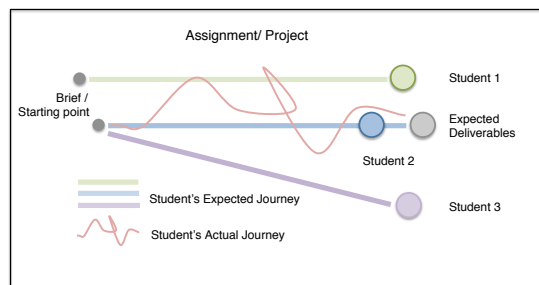 Assignment/ Project
Student 1
Brief /
Starting point
Expected
Deliverables
Student 2
Student's Expected Journey
Student 3
Student's Actual Journey